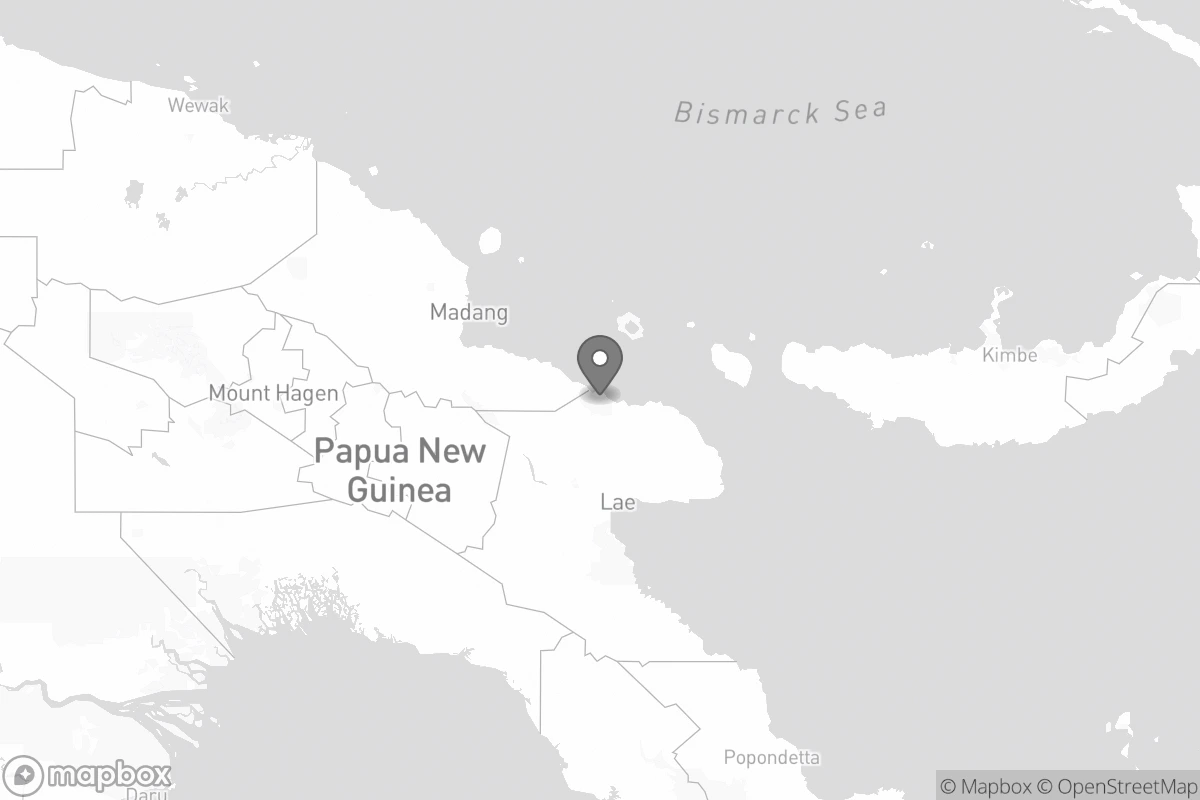 Wewak
Bismarck Sea
Madang
Kimbe
Mount Hagen
Papua New
Guinea
Lae
Popondetta
Daru
mapbox
© Mapbox © OpenStreetMap